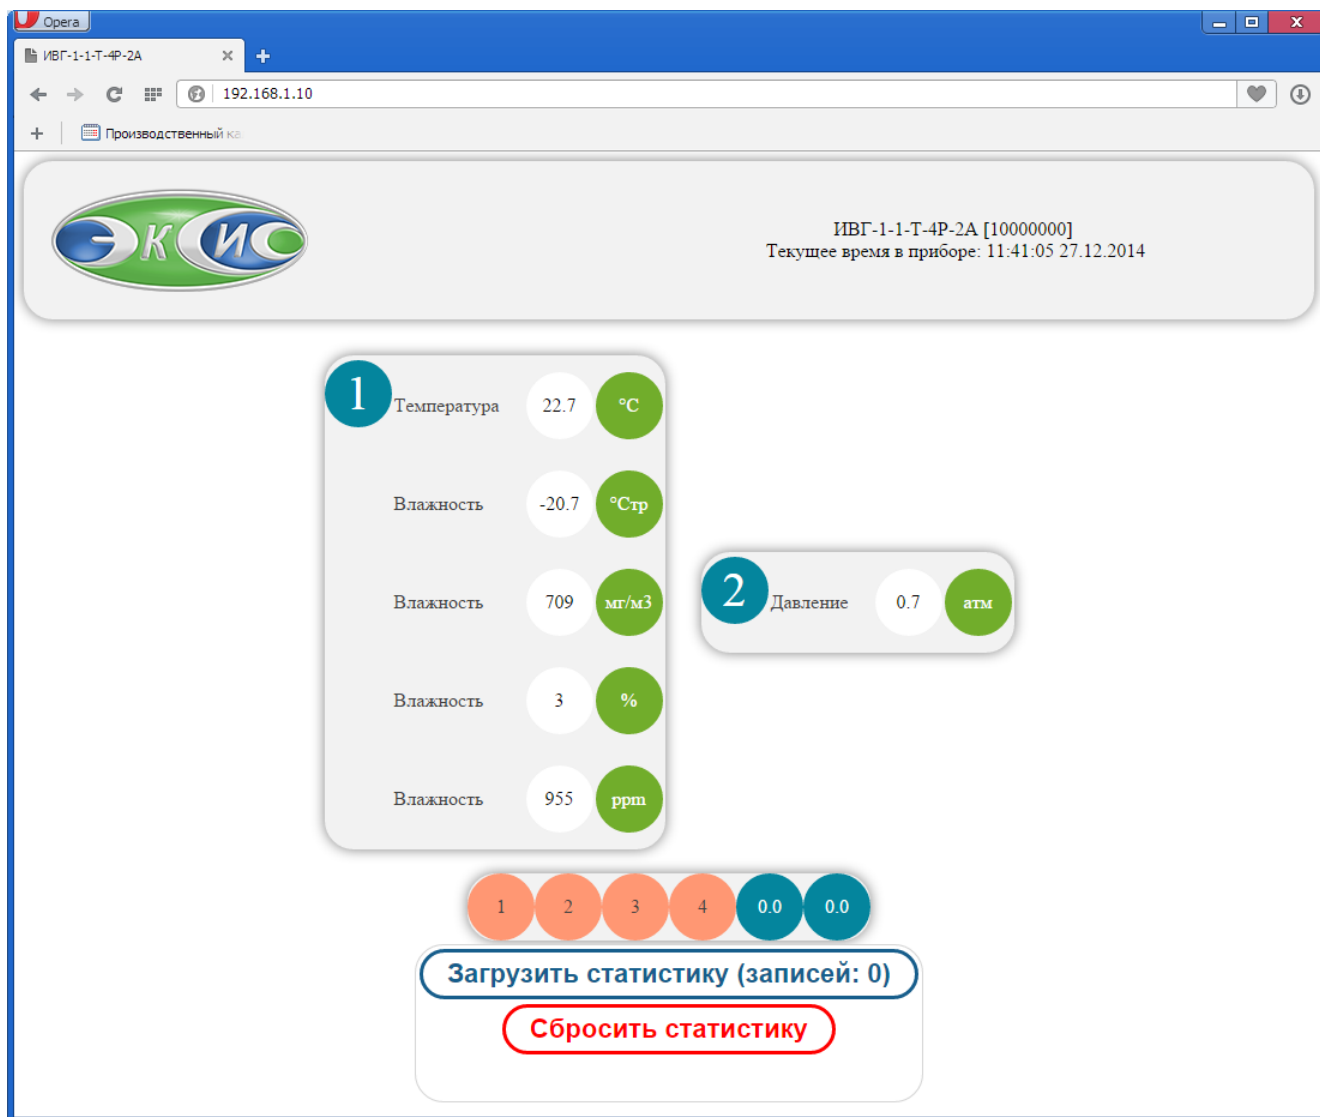 Opera
ИВГ-1-1-Т-4Р-2А
192.168.1.10
Производственный ка
ЭКСИС
ИВГ-1-1-Т-4Р-2А [10000000]
Текущее время в приборе: 11:41:05 27.12.2014
1
Температура 22.7 °C
Влажность -20.7 °Стр
Влажность 709 мг/м3
Влажность 3 %
Влажность 955 ppm
2
Давление 0.7 атм
1 2 3 4 0.0 0.0
Загрузить статистику (записей: 0)
Сбросить статистику